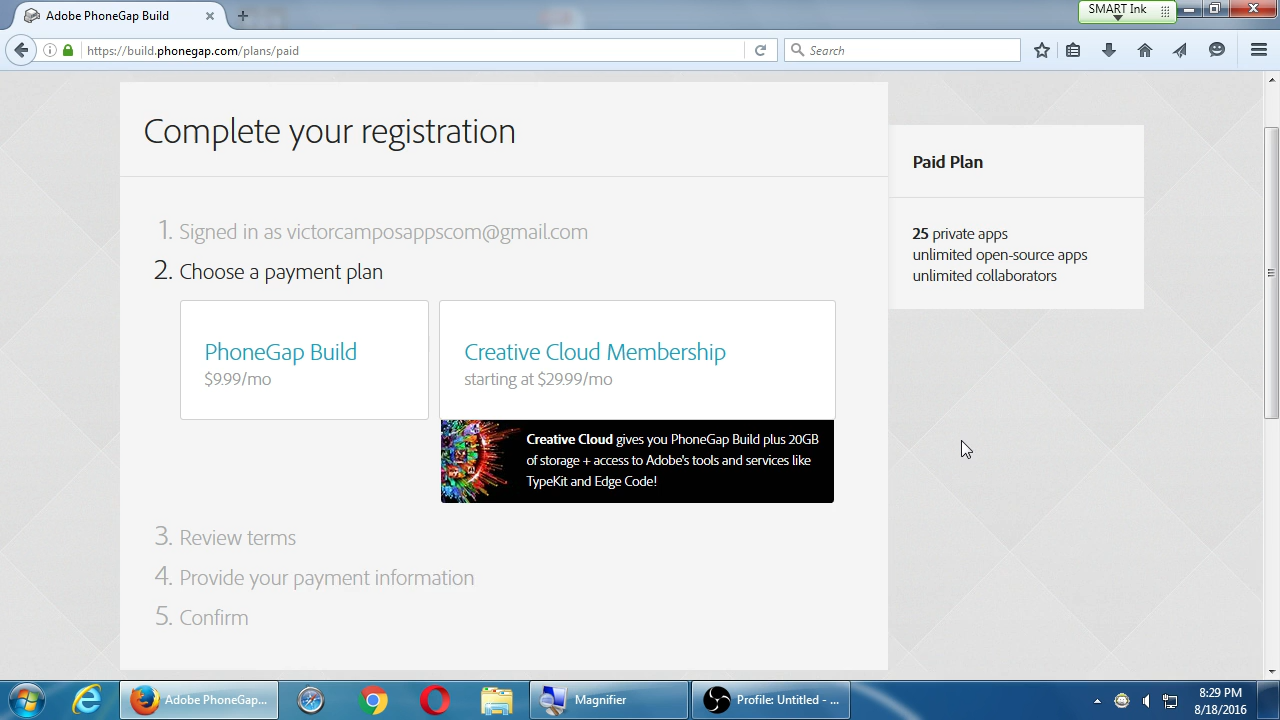 Adobe PhoneGap Build
SMART Ink
https://build.phonegap.com/plans/paid
Search
Complete your registration
1. Signed in as victorcamposappscom@gmail.com
2. Choose a payment plan
PhoneGap Build
$9.99/mo
Creative Cloud Membership
starting at $29.99/mo
Creative Cloud gives you PhoneGap Build plus 20GB
of storage + access to Adobe's tools and services like
TypeKit and Edge Code!
3. Review terms
4. Provide your payment information
5. Confirm
Paid Plan
25 private apps
unlimited open-source apps
unlimited collaborators
Adobe PhoneGap...
Magnifier
Profile: Untitled - ...
8:29 PM
8/18/2016